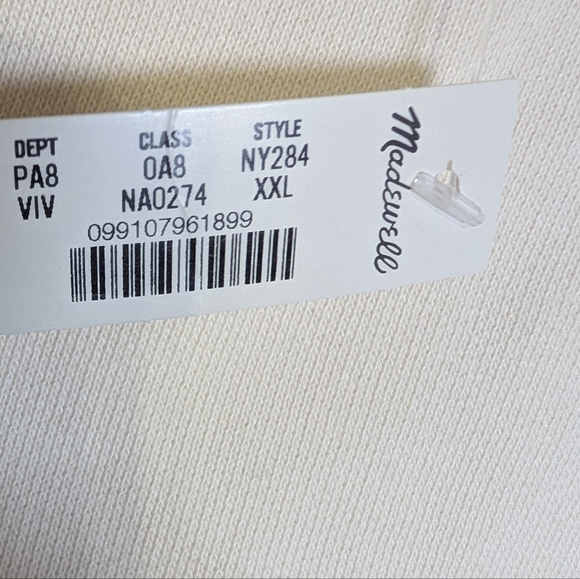 DEPT CLASS STYLE
PA8 0A8 NY284
VIV NA0274 XXL
099107961899
Madewell